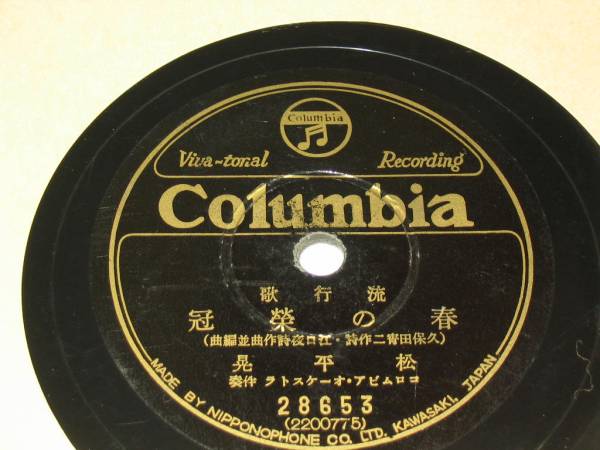 Columbia
Viva-tonal Recording
Columbia
流行歌
春の榮冠
(久保田宵二作詩・江口夜詩作曲並編曲)
松平晃
コロムビア・オーケストラ 伴奏
28653
(2200775)
MADE BY NIPPONOPHONE CO., LTD. KAWASAKI, JAPAN